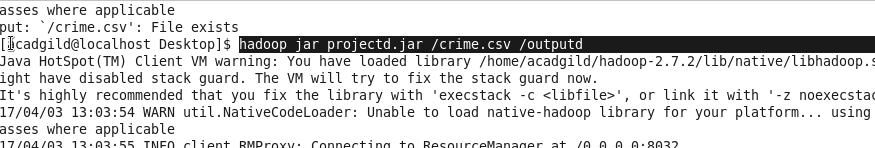 asses where applicable
put: `/crime.csv': File exists
[acadgild@localhost Desktop]$ hadoop jar projectd.jar /crime.csv /outputd
Java HotSpot(TM) Client VM warning: You have loaded library /home/acadgild/hadoop-2.7.2/lib/native/libhadoop.s
ight have disabled stack guard. The VM will try to fix the stack guard now.
It's highly recommended that you fix the library with 'execstack -c <libfile>', or link it with '-z noexecstac
17/04/03 13:03:54 WARN util.NativeCodeLoader: Unable to load native-hadoop library for your platform... using
asses where applicable
17/04/03 13:03:55 INFO client.RMProxy: Connecting to ResourceManager at /0.0.0.0:8032